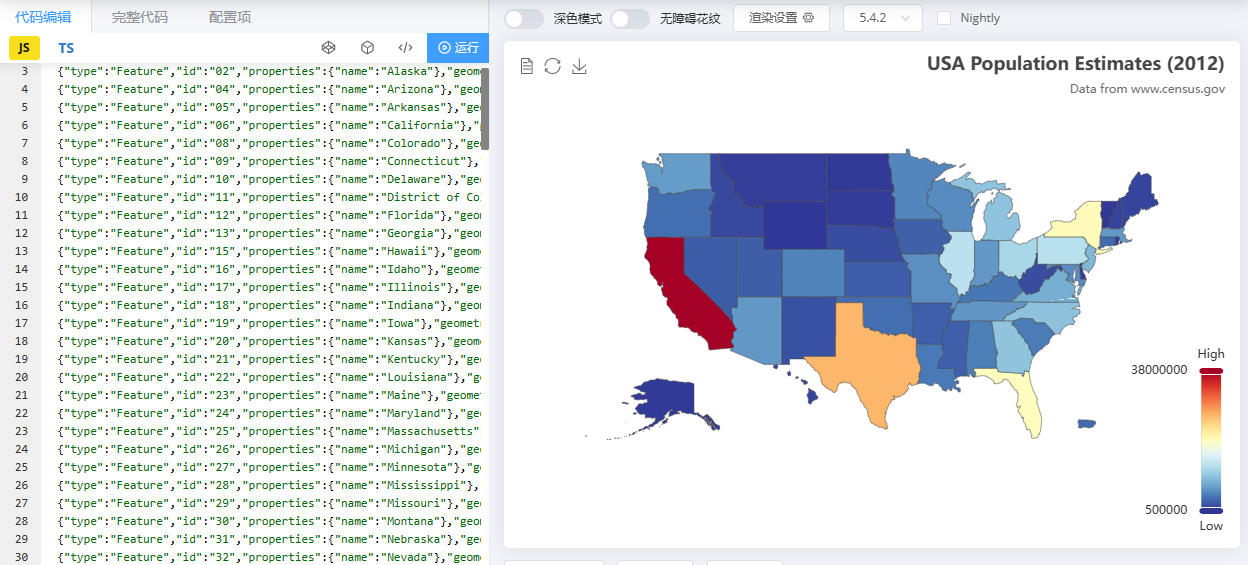 代码编辑 完整代码 配置项
JS TS 运行
3 {"type":"Feature","id":"02","properties":{"name":"Alaska"},"geome
4 {"type":"Feature","id":"04","properties":{"name":"Arizona"},"geo
5 {"type":"Feature","id":"05","properties":{"name":"Arkansas"},"ge
6 {"type":"Feature","id":"06","properties":{"name":"California"},"
7 {"type":"Feature","id":"08","properties":{"name":"Colorado"},"ge
8 {"type":"Feature","id":"09","properties":{"name":"Connecticut"},
9 {"type":"Feature","id":"10","properties":{"name":"Delaware"},"ge
10 {"type":"Feature","id":"11","properties":{"name":"District of Co
11 {"type":"Feature","id":"12","properties":{"name":"Florida"},"geo
12 {"type":"Feature","id":"13","properties":{"name":"Georgia"},"geo
13 {"type":"Feature","id":"15","properties":{"name":"Hawaii"},"geome
14 {"type":"Feature","id":"16","properties":{"name":"Idaho"},"geomet
15 {"type":"Feature","id":"17","properties":{"name":"Illinois"},"ge
16 {"type":"Feature","id":"18","properties":{"name":"Indiana"},"geo
17 {"type":"Feature","id":"19","properties":{"name":"Iowa"},"geometr
18 {"type":"Feature","id":"20","properties":{"name":"Kansas"},"geome
19 {"type":"Feature","id":"21","properties":{"name":"Kentucky"},"ge
20 {"type":"Feature","id":"22","properties":{"name":"Louisiana"},"g
21 {"type":"Feature","id":"23","properties":{"name":"Maine"},"geomet
22 {"type":"Feature","id":"24","properties":{"name":"Maryland"},"ge
23 {"type":"Feature","id":"25","properties":{"name":"Massachusetts"
24 {"type":"Feature","id":"26","properties":{"name":"Michigan"},"ge
25 {"type":"Feature","id":"27","properties":{"name":"Minnesota"},"g
26 {"type":"Feature","id":"28","properties":{"name":"Mississippi"},
27 {"type":"Feature","id":"29","properties":{"name":"Missouri"},"ge
28 {"type":"Feature","id":"30","properties":{"name":"Montana"},"geo
29 {"type":"Feature","id":"31","properties":{"name":"Nebraska"},"ge
30 {"type":"Feature","id":"32","properties":{"name":"Nevada"},"geome
深色模式 无障碍花纹 渲染设置 5.4.2 Nightly
USA Population Estimates (2012)
Data from www.census.gov
High
38000000
500000
Low